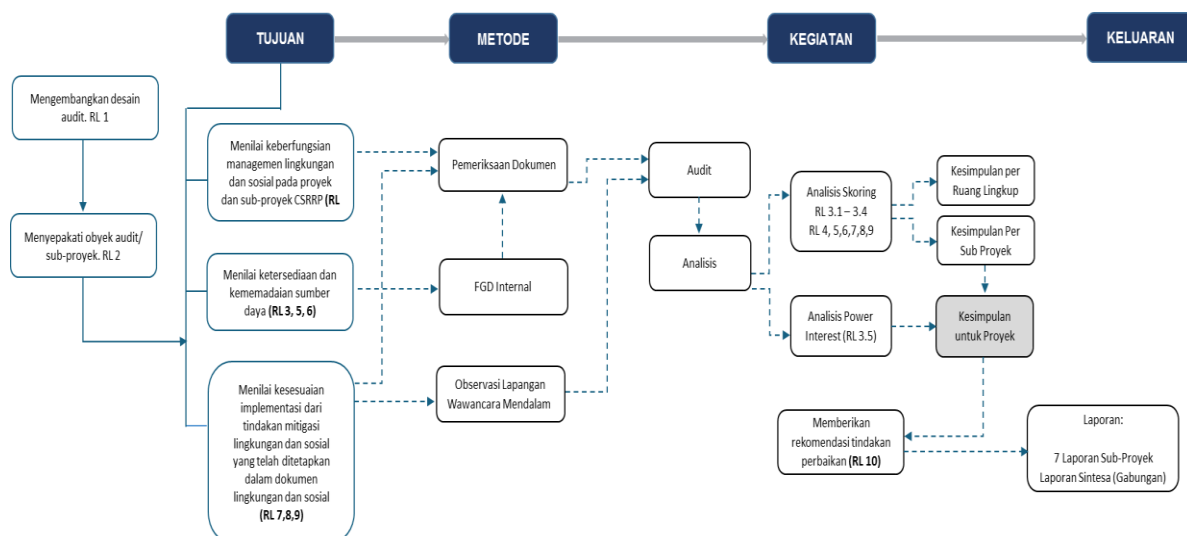 TUJUAN
METODE
KEGIATAN
KELUARAN
Mengembangkan desain
audit. RL 1
Menyepakati obyek audit/
sub-proyek. RL 2
Menilai keberfungsian
managemen lingkungan
dan sosial pada proyek
dan sub-proyek CSRRP (RL
Menilai ketersediaan dan
kememadaian sumber
daya (RL 3, 5, 6)
Menilai kesesuaian
implementasi dari
tindakan mitigasi
lingkungan dan sosial
yang telah ditetapkan
dalam dokumen
lingkungan dan sosial
(RL 7,8,9)
Pemeriksaan Dokumen
FGD Internal
Observasi Lapangan
Wawancara Mendalam
Audit
Analisis
Analisis Skoring
RL 3.1 – 3.4
RL 4, 5,6,7,8,9
Analisis Power
Interest (RL 3.5)
Kesimpulan per
Ruang Lingkup
Kesimpulan Per
Sub Proyek
Kesimpulan
untuk Proyek
Memberikan
rekomendasi tindakan
perbaikan (RL 10)
Laporan:
7 Laporan Sub-Proyek
Laporan Sintesa (Gabungan)